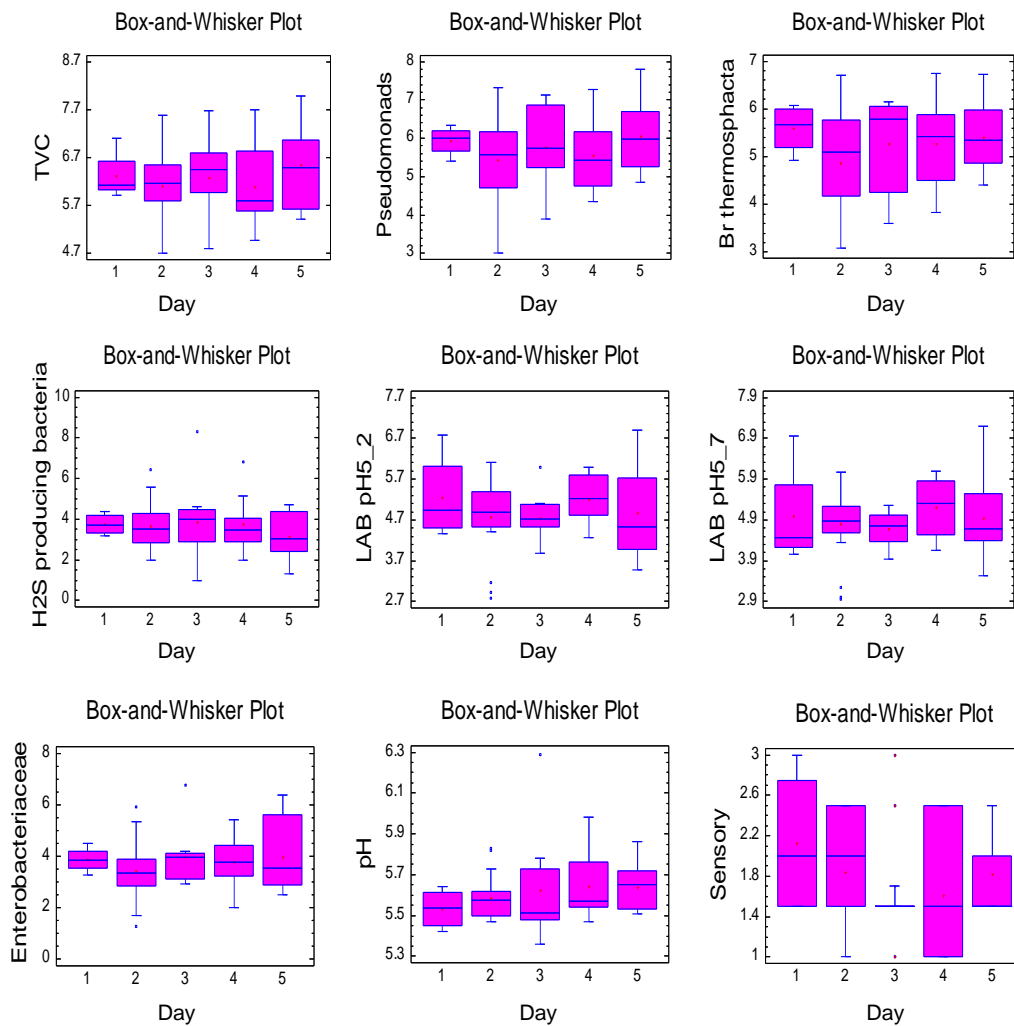 Box-and-Whisker Plot
8.7
7.7
6.7
5.7
4.7
TVC
1 2 3 4 5
Day
Box-and-Whisker Plot
8
7
6
5
4
3
Pseudomonads
1 2 3 4 5
Day
Box-and-Whisker Plot
7
6
5
4
3
Br thermosphacta
1 2 3 4 5
Day
Box-and-Whisker Plot
10
8
6
4
2
0
H2S producing bacteria
1 2 3 4 5
Day
Box-and-Whisker Plot
7.7
6.7
5.7
4.7
3.7
2.7
LAB pH5_2
1 2 3 4 5
Day
Box-and-Whisker Plot
7.9
6.9
5.9
4.9
3.9
2.9
LAB pH5_7
1 2 3 4 5
Day
Box-and-Whisker Plot
8
6
4
2
0
Enterobacteriaceae
1 2 3 4 5
Day
Box-and-Whisker Plot
6.3
6.1
5.9
5.7
5.5
5.3
pH
1 2 3 4 5
Day
Box-and-Whisker Plot
3
2.6
2.2
1.8
1.4
1
Sensory
1 2 3 4 5
Day